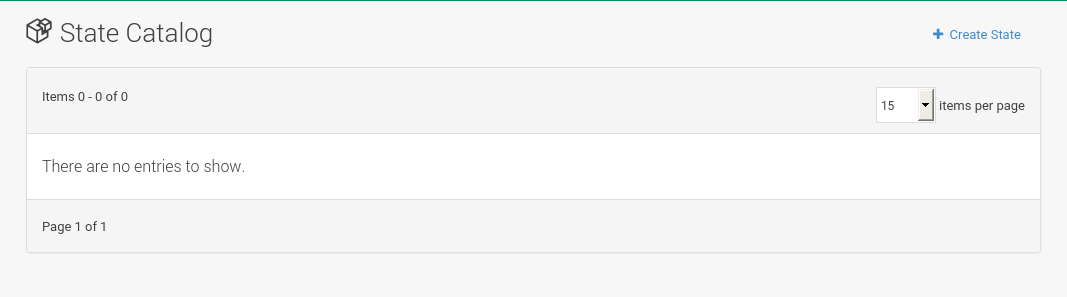 State Catalog
+ Create State
Items 0 - 0 of 0
15 items per page
There are no entries to show.
Page 1 of 1